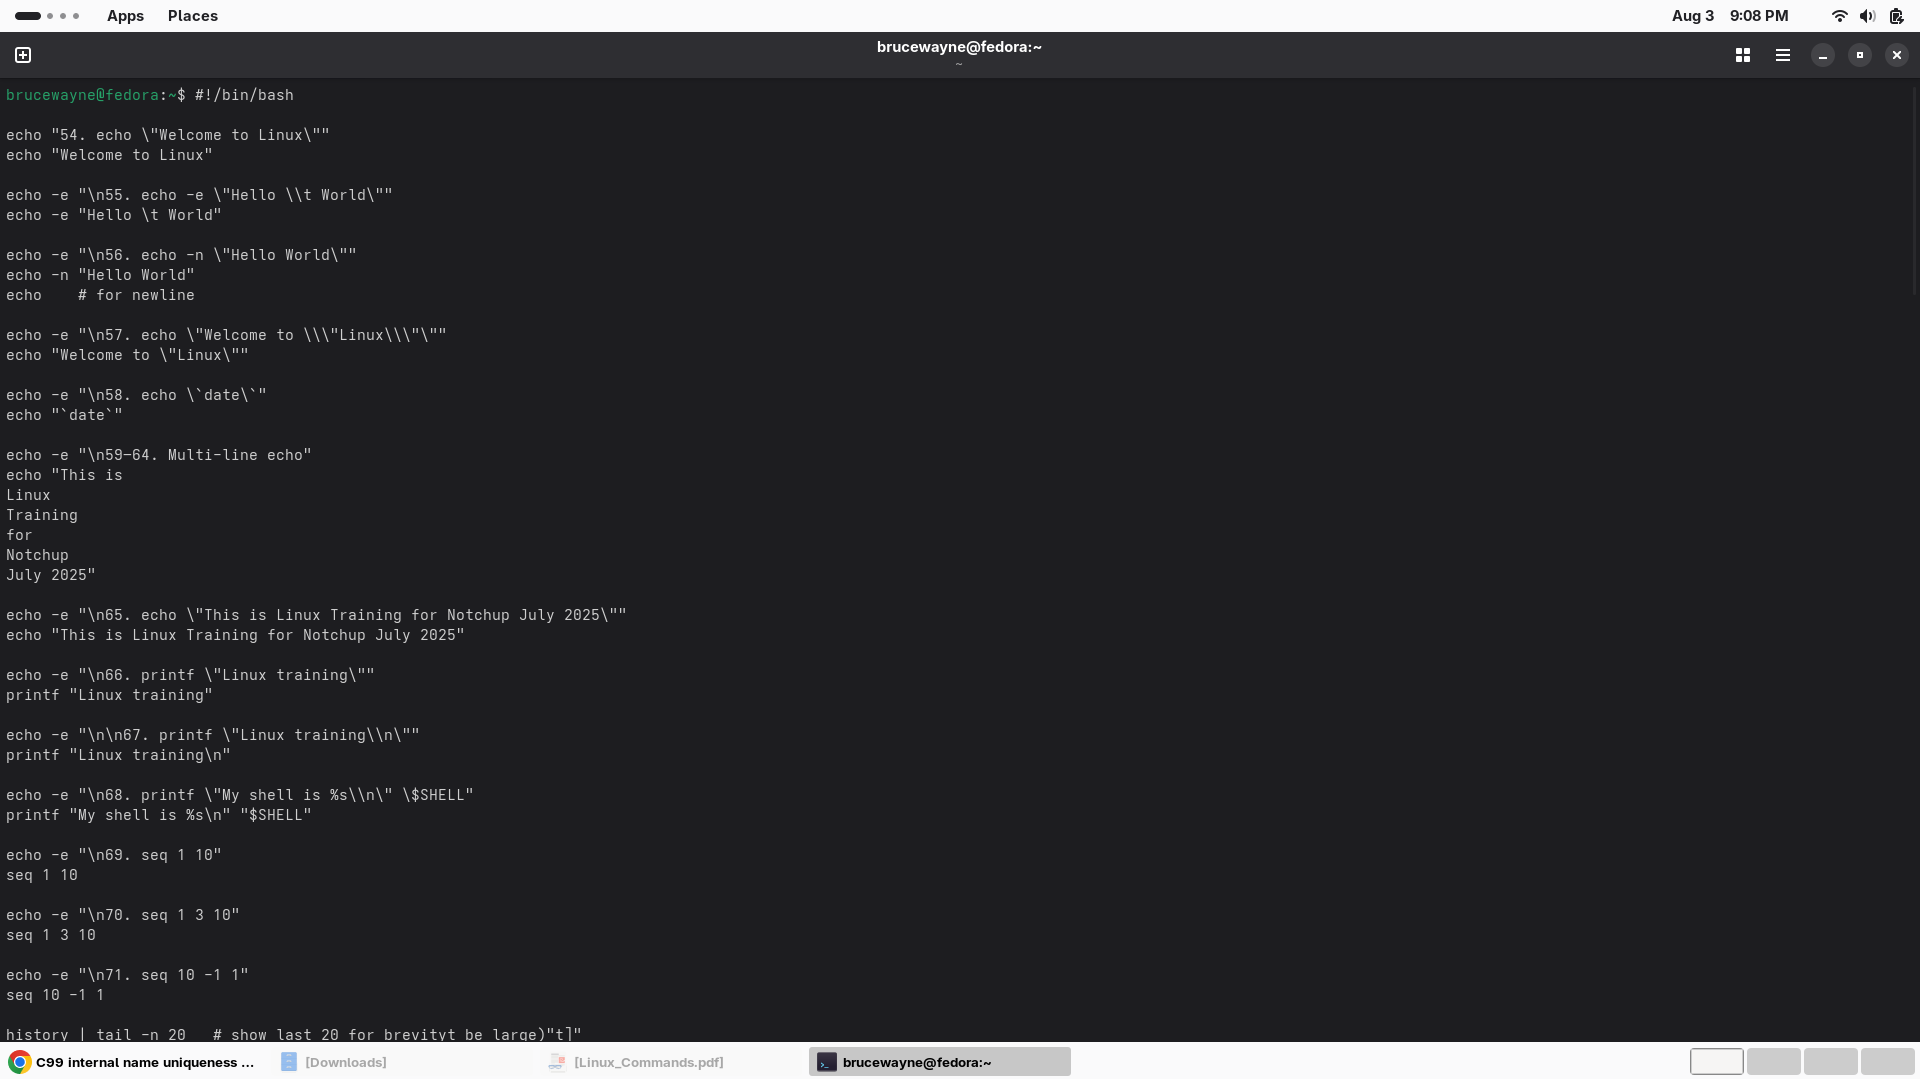 Apps Places Aug 3 9:08 PM
brucewayne@fedora:~
~
brucewayne@fedora:~$ #!/bin/bash
echo "54. echo \"Welcome to Linux\""
echo "Welcome to Linux"
echo -e "\n55. echo -e \"Hello \\t World\""
echo -e "Hello \t World"
echo -e "\n56. echo -n \"Hello World\""
echo -n "Hello World"
echo    # for newline
echo -e "\n57. echo \"Welcome to \\\"Linux\\\"\""
echo "Welcome to \"Linux\""
echo -e "\n58. echo \`date\`"
echo "`date`"
echo -e "\n59–64. Multi-line echo"
echo "This is
Linux
Training
for
Notchup
July 2025"
echo -e "\n65. echo \"This is Linux Training for Notchup July 2025\""
echo "This is Linux Training for Notchup July 2025"
echo -e "\n66. printf \"Linux training\""
printf "Linux training"
echo -e "\n\n67. printf \"Linux training\\n\""
printf "Linux training\n"
echo -e "\n68. printf \"My shell is %s\\n\" \$SHELL"
printf "My shell is %s\n" "$SHELL"
echo -e "\n69. seq 1 10"
seq 1 10
echo -e "\n70. seq 1 3 10"
seq 1 3 10
echo -e "\n71. seq 10 -1 1"
seq 10 -1 1
history | tail -n 20   # show last 20 for brevityt be large)"t]"
C99 internal name uniqueness ... [Downloads] [Linux_Commands.pdf] brucewayne@fedora:~